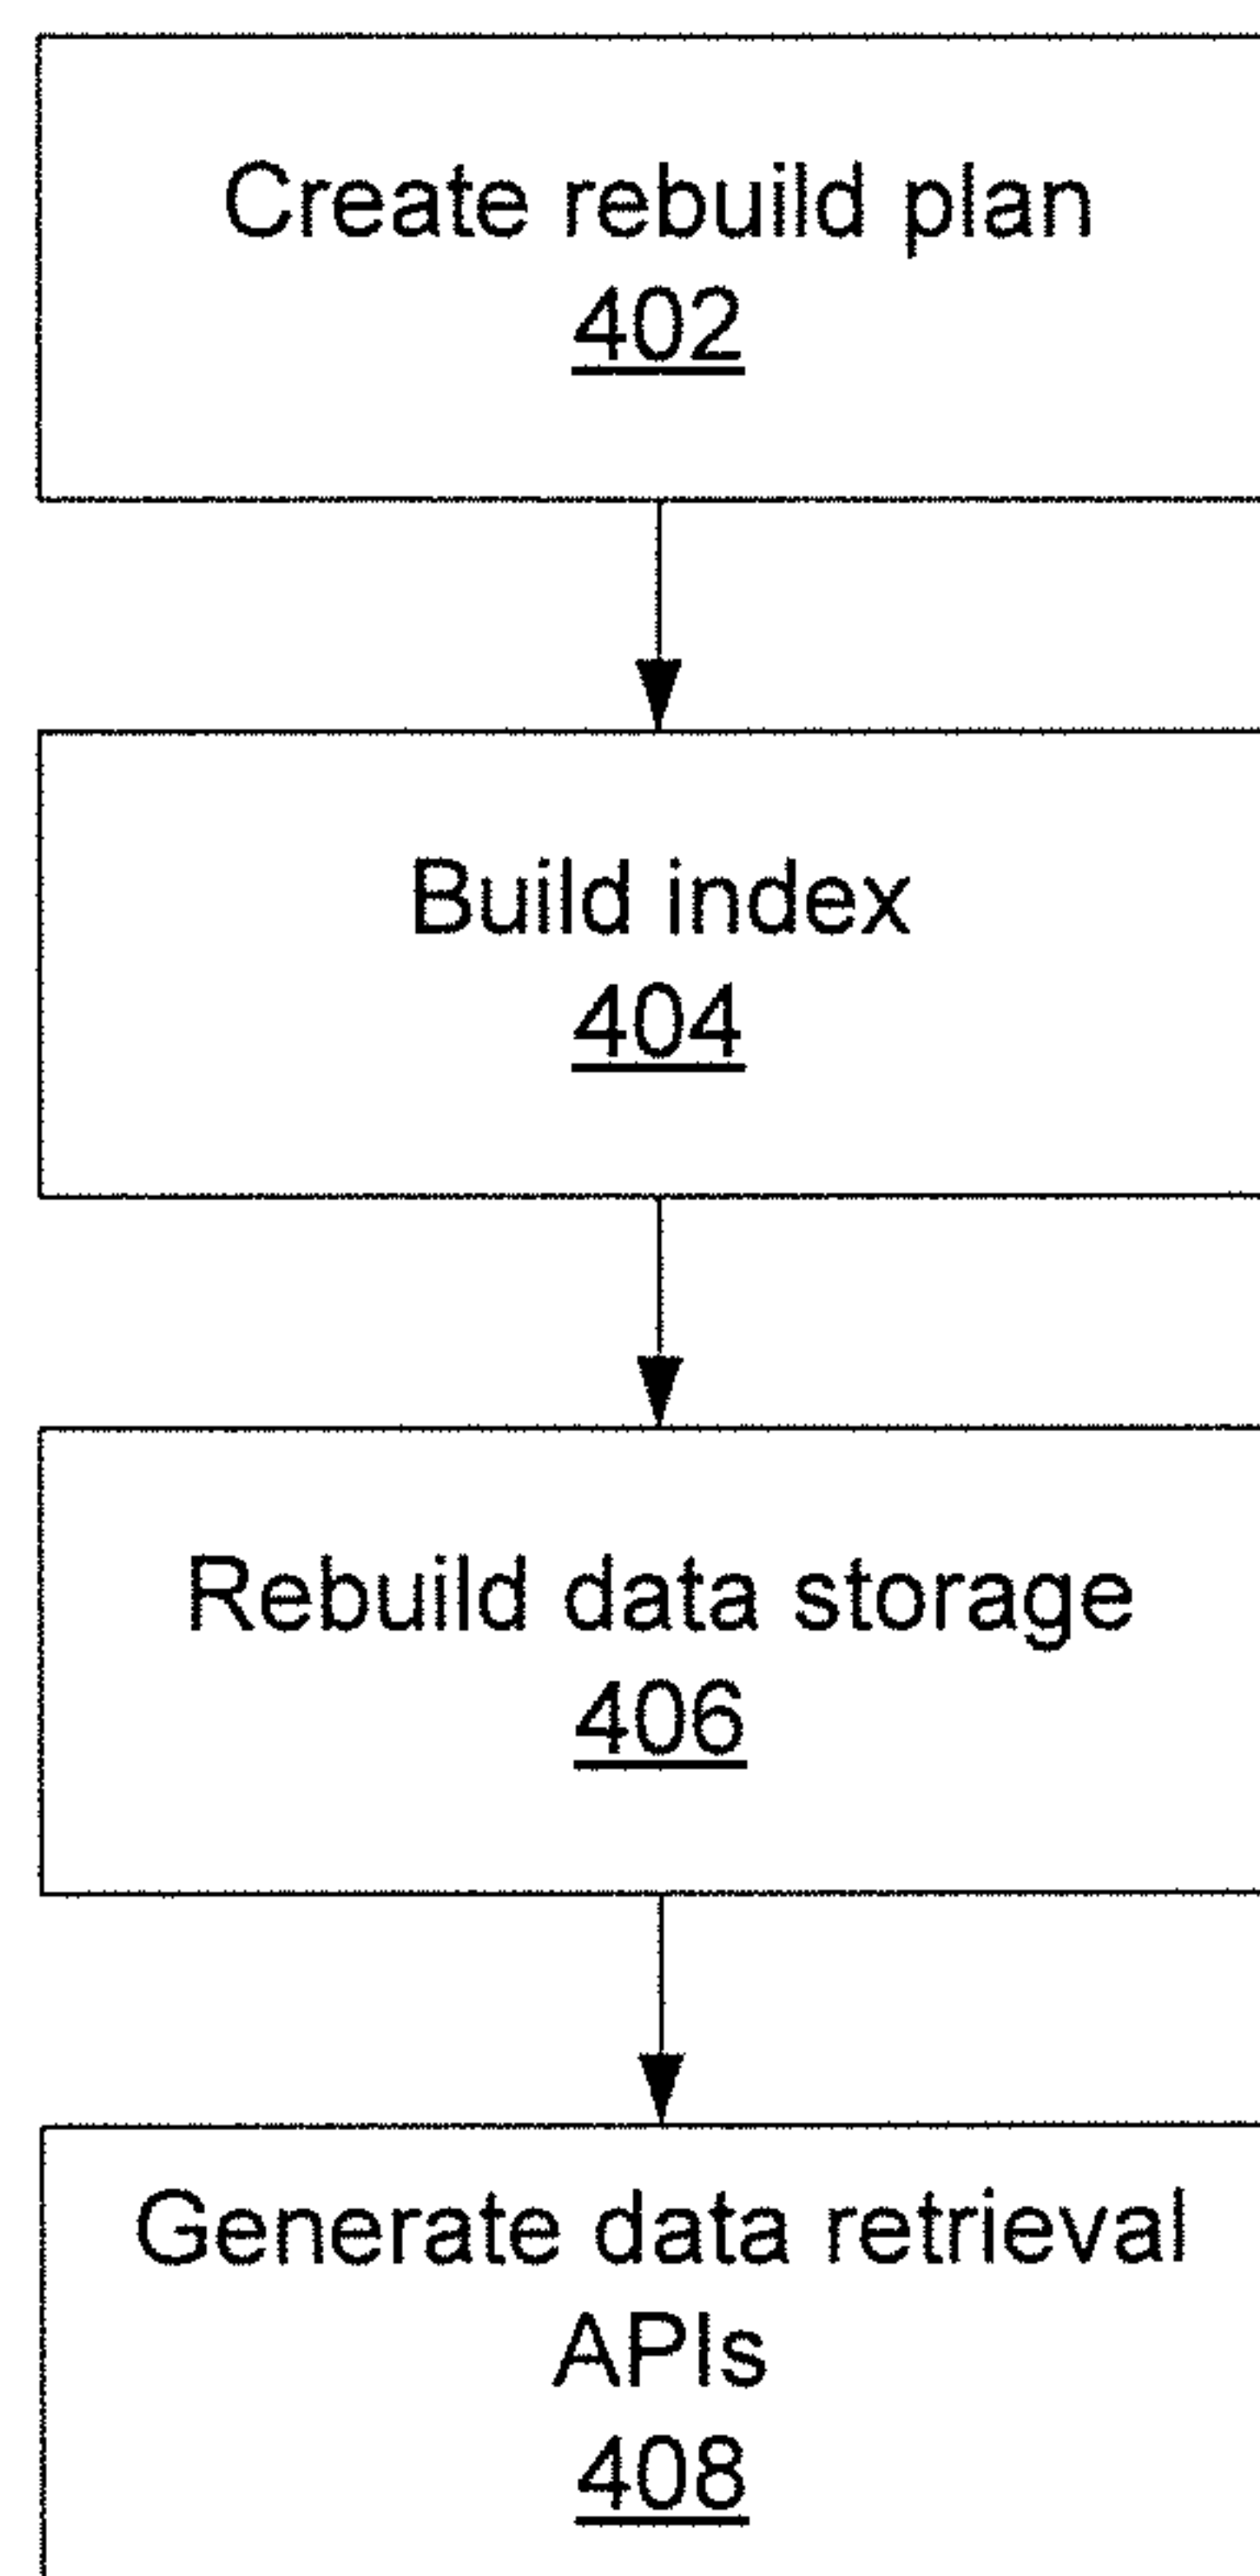 Create rebuild plan
402
Build index
404
Rebuild data storage
406
Generate data retrieval
APIs
408